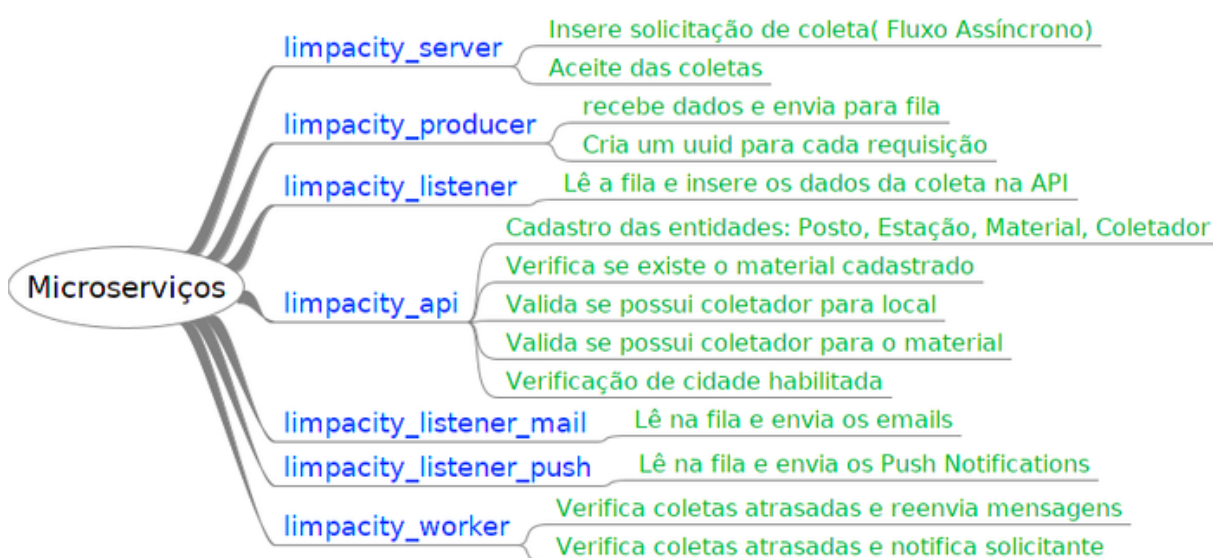 Microserviços
limpacity_server
Insere solicitação de coleta( Fluxo Assíncrono)
Aceite das coletas
limpacity_producer
recebe dados e envia para fila
Cria um uuid para cada requisição
limpacity_listener
Lê a fila e insere os dados da coleta na API
limpacity_api
Cadastro das entidades: Posto, Estação, Material, Coletador
Verifica se existe o material cadastrado
Valida se possui coletador para local
Valida se possui coletador para o material
Verificação de cidade habilitada
limpacity_listener_mail
Lê na fila e envia os emails
limpacity_listener_push
Lê na fila e envia os Push Notifications
limpacity_worker
Verifica coletas atrasadas e reenvia mensagens
Verifica coletas atrasadas e notifica solicitante